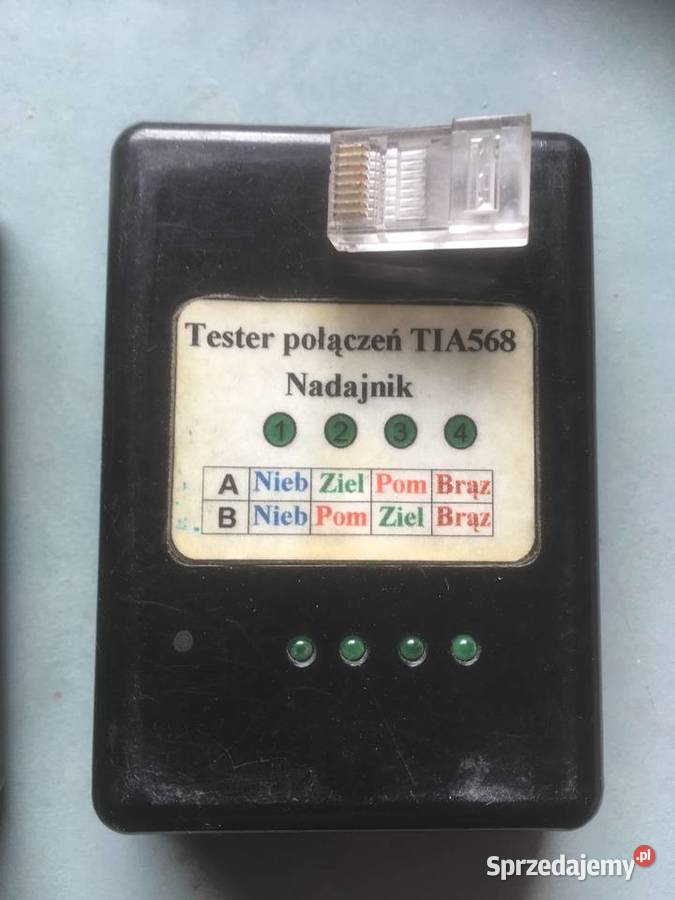 Tester połączeń TIA568
Nadajnik
1 2 3 4
A Nieb Ziel Pom Brąz
B Nieb Pom Ziel Brąz
Sprzedajemy.pl